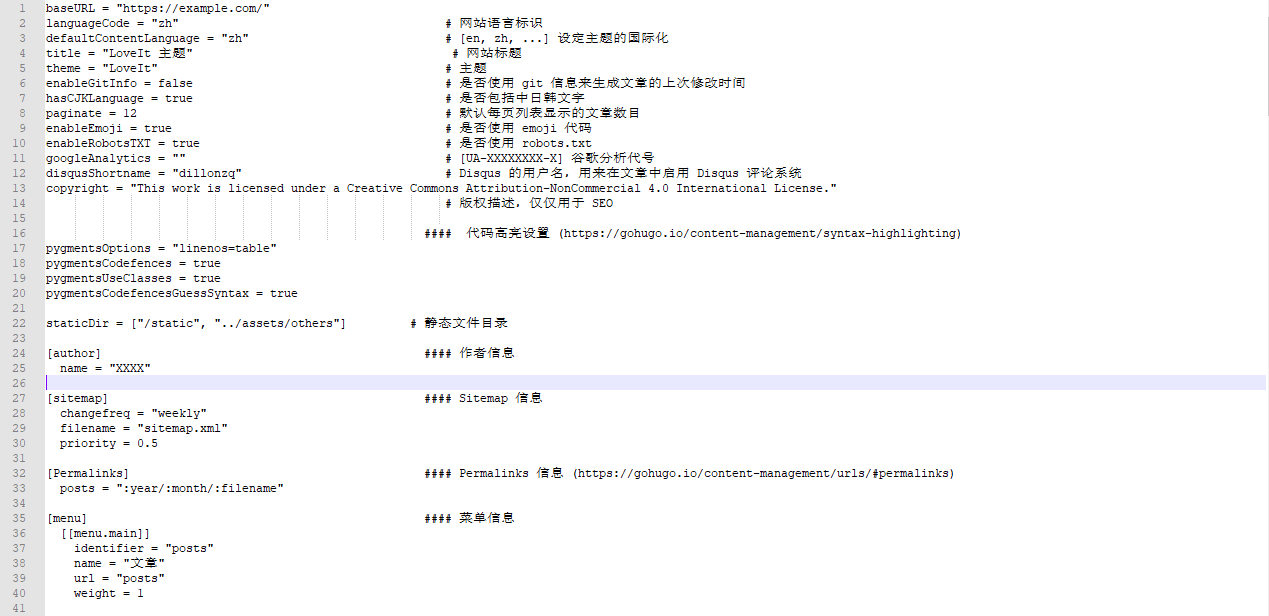 1 baseURL = "https://example.com/"
2 languageCode = "zh" # 网站语言标识
3 defaultContentLanguage = "zh" # [en, zh, ...] 设定主题的国际化
4 title = "LoveIt 主题" # 网站标题
5 theme = "LoveIt" # 主题
6 enableGitInfo = false # 是否使用 git 信息来生成文章的上次修改时间
7 hasCJKLanguage = true # 是否包括中日韩文字
8 paginate = 12 # 默认每页列表显示的文章数目
9 enableEmoji = true # 是否使用 emoji 代码
10 enableRobotsTXT = true # 是否使用 robots.txt
11 googleAnalytics = "" # [UA-XXXXXXXX-X] 谷歌分析代号
12 disqusShortname = "dillonzq" # Disqus 的用户名，用来在文章中启用 Disqus 评论系统
13 copyright = "This work is licensed under a Creative Commons Attribution-NonCommercial 4.0 International License."
14 # 版权描述，仅仅用于 SEO
15
16 #### 代码高亮设置 (https://gohugo.io/content-management/syntax-highlighting)
17 pygmentsOptions = "linenos=table"
18 pygmentsCodefences = true
19 pygmentsUseClasses = true
20 pygmentsCodefencesGuessSyntax = true
21
22 staticDir = ["/static", "../assets/others"] # 静态文件目录
23
24 [author] #### 作者信息
25 name = "XXXX"
26
27 [sitemap] #### Sitemap 信息
28 changefreq = "weekly"
29 filename = "sitemap.xml"
30 priority = 0.5
31
32 [Permalinks] #### Permalinks 信息 (https://gohugo.io/content-management/urls/#permalinks)
33 posts = ":year/:month/:filename"
34
35 [menu] #### 菜单信息
36 [[menu.main]]
37 identifier = "posts"
38 name = "文章"
39 url = "posts"
40 weight = 1
41